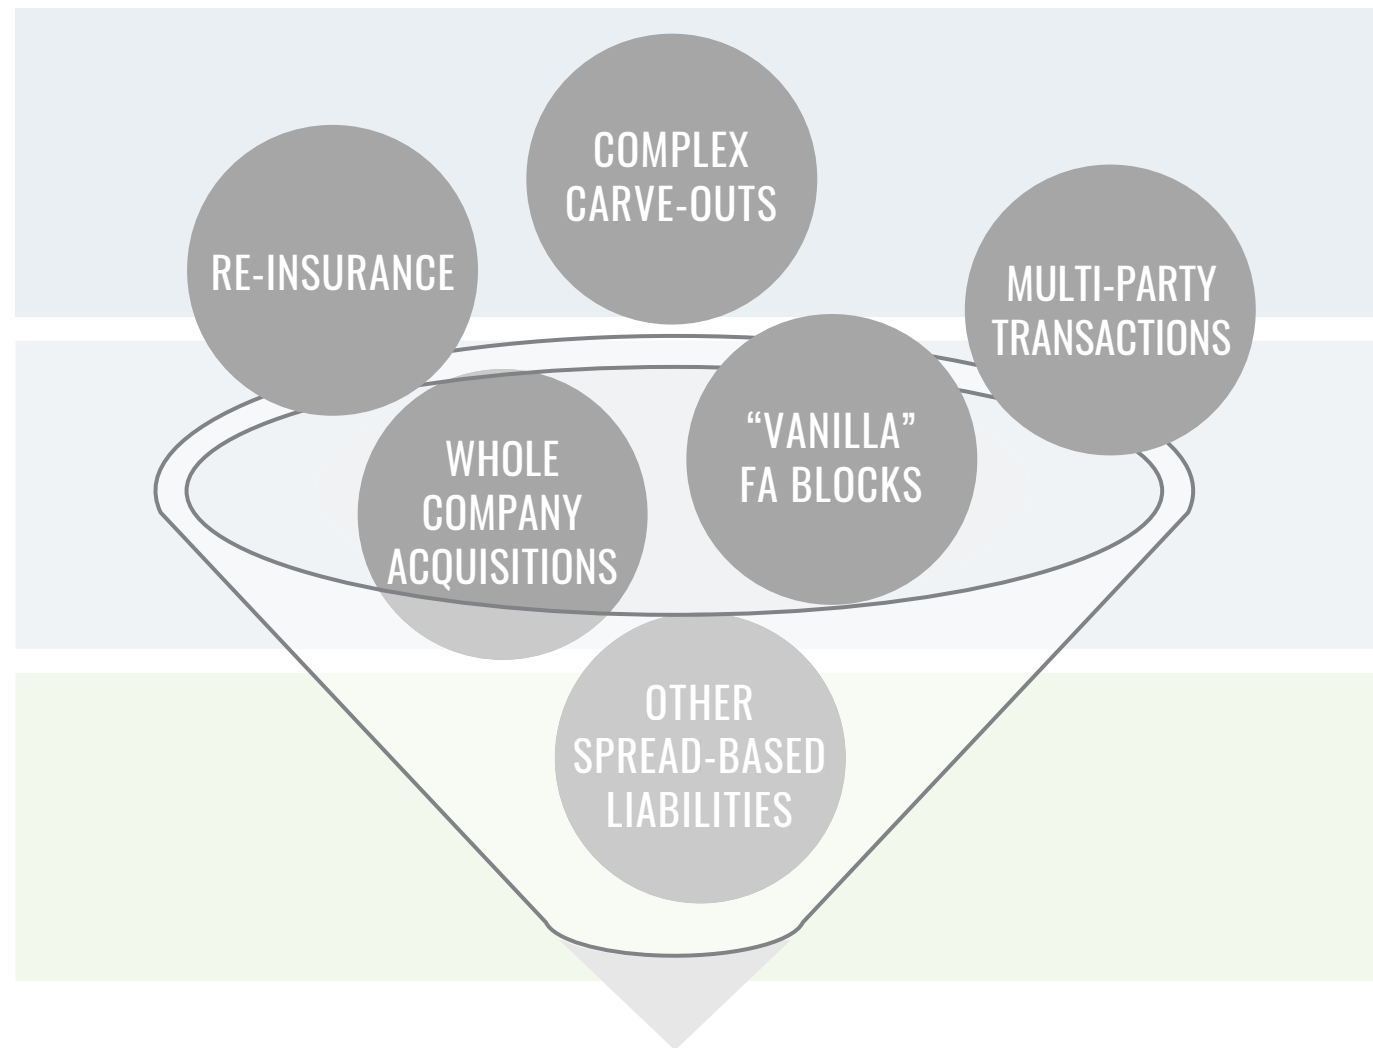 COMPLEX
CARVE-OUTS
RE-INSURANCE
MULTI-PARTY
TRANSACTIONS
WHOLE
COMPANY
ACQUISITIONS
“VANILLA”
FA BLOCKS
OTHER
SPREAD-BASED
LIABILITIES